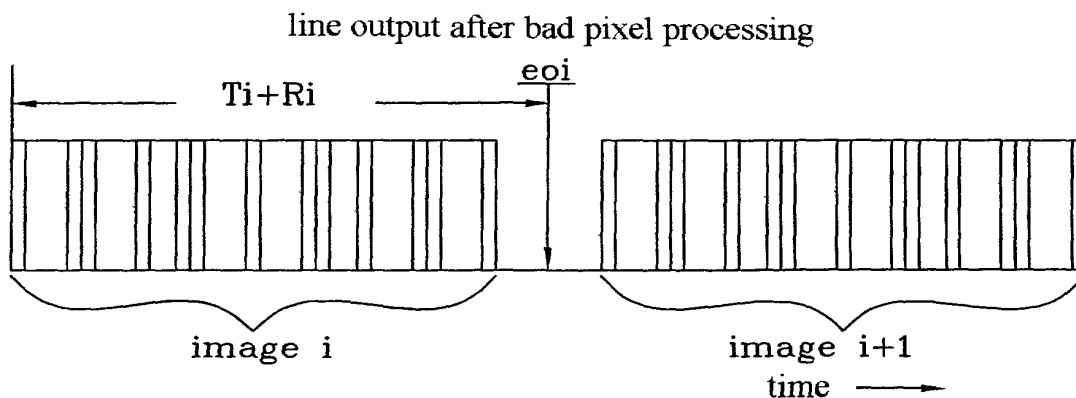 line output after bad pixel processing
eoi
Ti+Ri
image i
image i+1
time